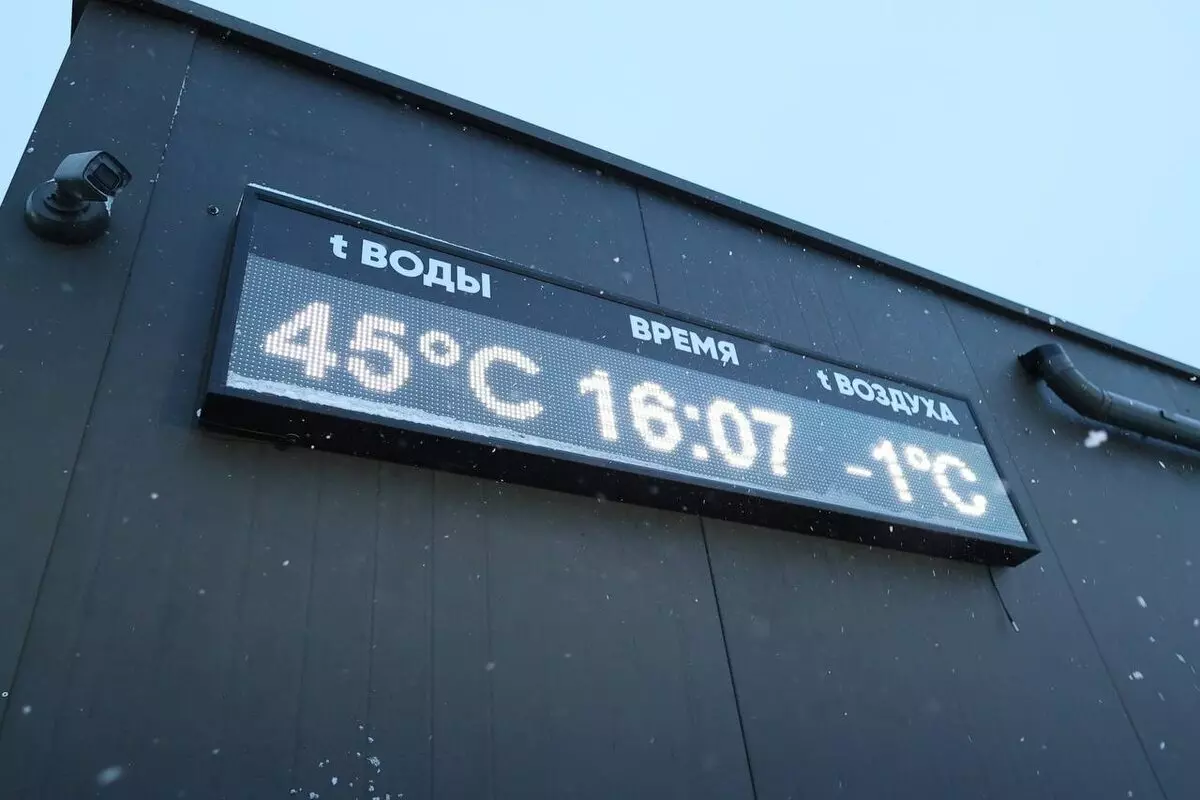 t ВОДЫ ВРЕМЯ t ВОЗДУХА
45°C 16:07 -1°C